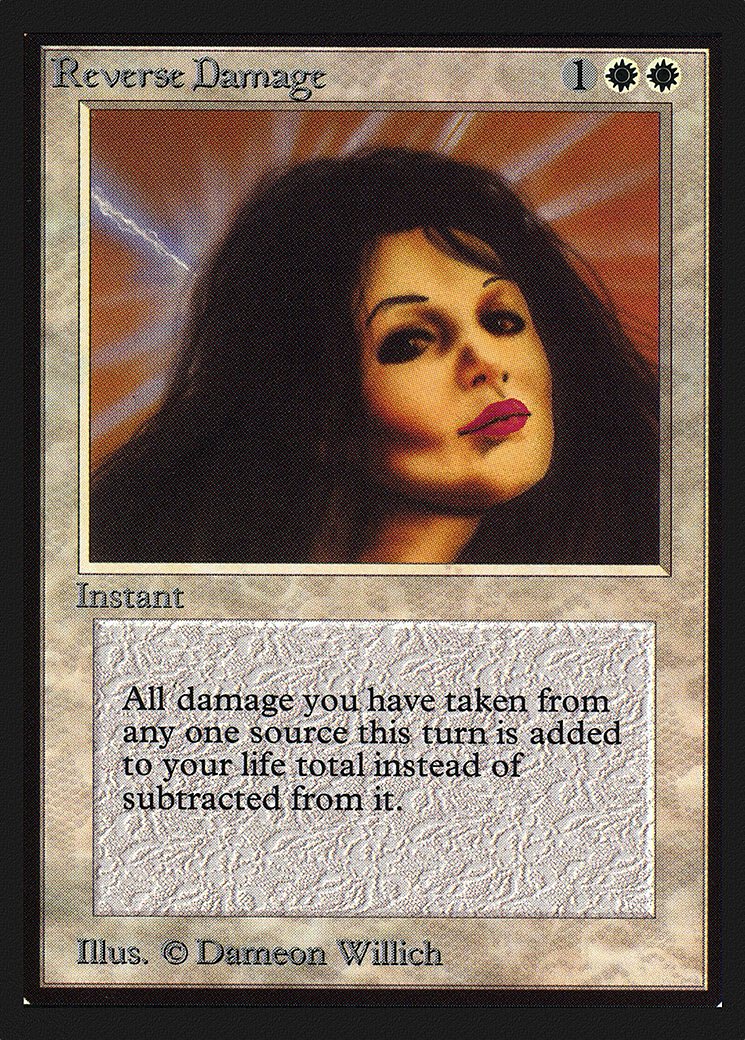 Reverse Damage 1
Instant
All damage you have taken from
any one source this turn is added
to your life total instead of
subtracted from it.
Illus. © Dameon Willich